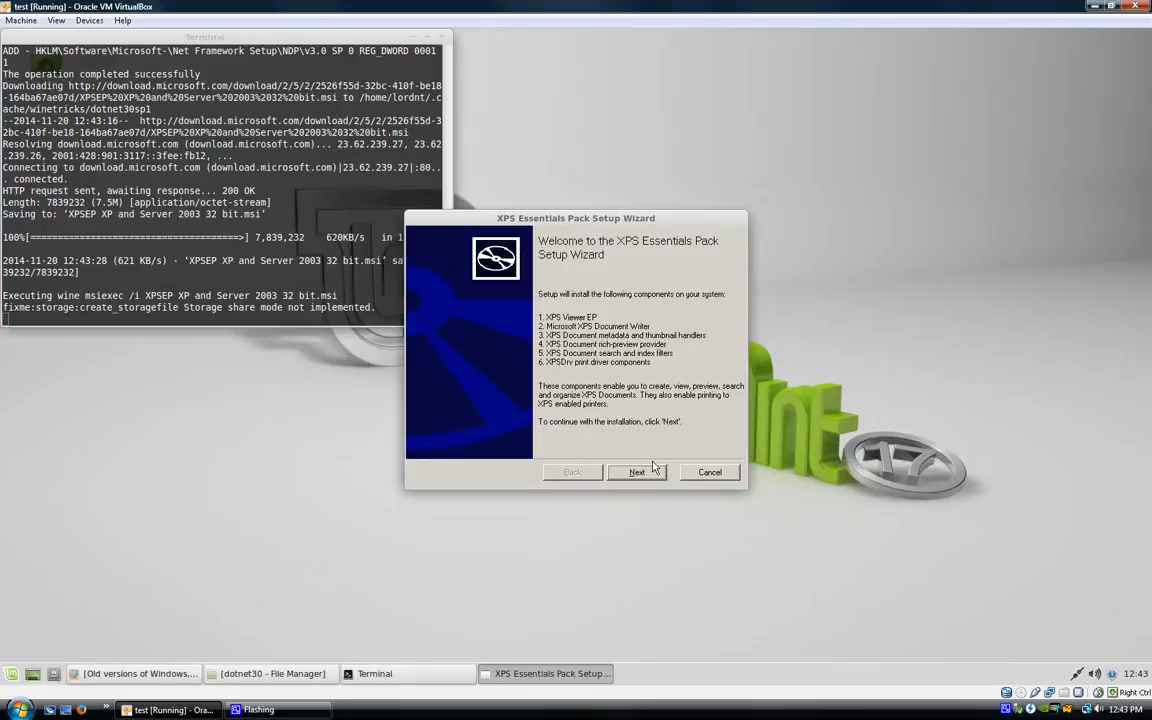 test [Running] - Oracle VM VirtualBox
Machine View Devices Help
Terminal
ADD - HKLM\Software\Microsoft-\Net Framework Setup\NDP\v3.0 SP 0 REG_DWORD 0001
1
The operation completed successfully
Downloading http://download.microsoft.com/download/2/5/2/2526f55d-32bc-410f-be18
-164ba67ae07d/XPSEP%20XP%20and%20Server%202003%2032%20bit.msi to /home/lordnt/.c
ache/winetricks/dotnet30sp1
--2014-11-20 12:43:16-- http://download.microsoft.com/download/2/5/2/2526f55d-3
2bc-410f-be18-164ba67ae07d/XPSEP%20XP%20and%20Server%202003%2032%20bit.msi
Resolving download.microsoft.com (download.microsoft.com)... 23.62.239.27, 23.62
.239.26, 2001:428:901:3117::3fee:fb12, ...
Connecting to download.microsoft.com (download.microsoft.com)|23.62.239.27|:80..
. connected.
HTTP request sent, awaiting response... 200 OK
Length: 7839232 (7.5M) [application/octet-stream]
Saving to: ‘XPSEP XP and Server 2003 32 bit.msi’
100%[======================================>] 7,839,232 620KB/s in 1
2014-11-20 12:43:28 (621 KB/s) - ‘XPSEP XP and Server 2003 32 bit.msi’ sa
39232/7839232]
Executing wine msiexec /i XPSEP XP and Server 2003 32 bit.msi
fixme:storage:create_storagefile Storage share mode not implemented.
XPS Essentials Pack Setup Wizard
Welcome to the XPS Essentials Pack
Setup Wizard
Setup will install the following components on your system:
1. XPS Viewer EP
2. Microsoft XPS Document Writer
3. XPS Document metadata and thumbnail handlers
4. XPS Document rich-preview provider
5. XPS Document search and index filters
6. XPSDrv print driver components
These components enable you to create, view, preview, search
and organize XPS Documents. They also enable printing to
XPS enabled printers.
To continue with the installation, click 'Next'.
Back Next Cancel
int
17
[Old versions of Windows,... [dotnet30 - File Manager] Terminal XPS Essentials Pack Setup... 12:43
Right Ctrl
test [Running] - Ora... Flashing 12:43 PM